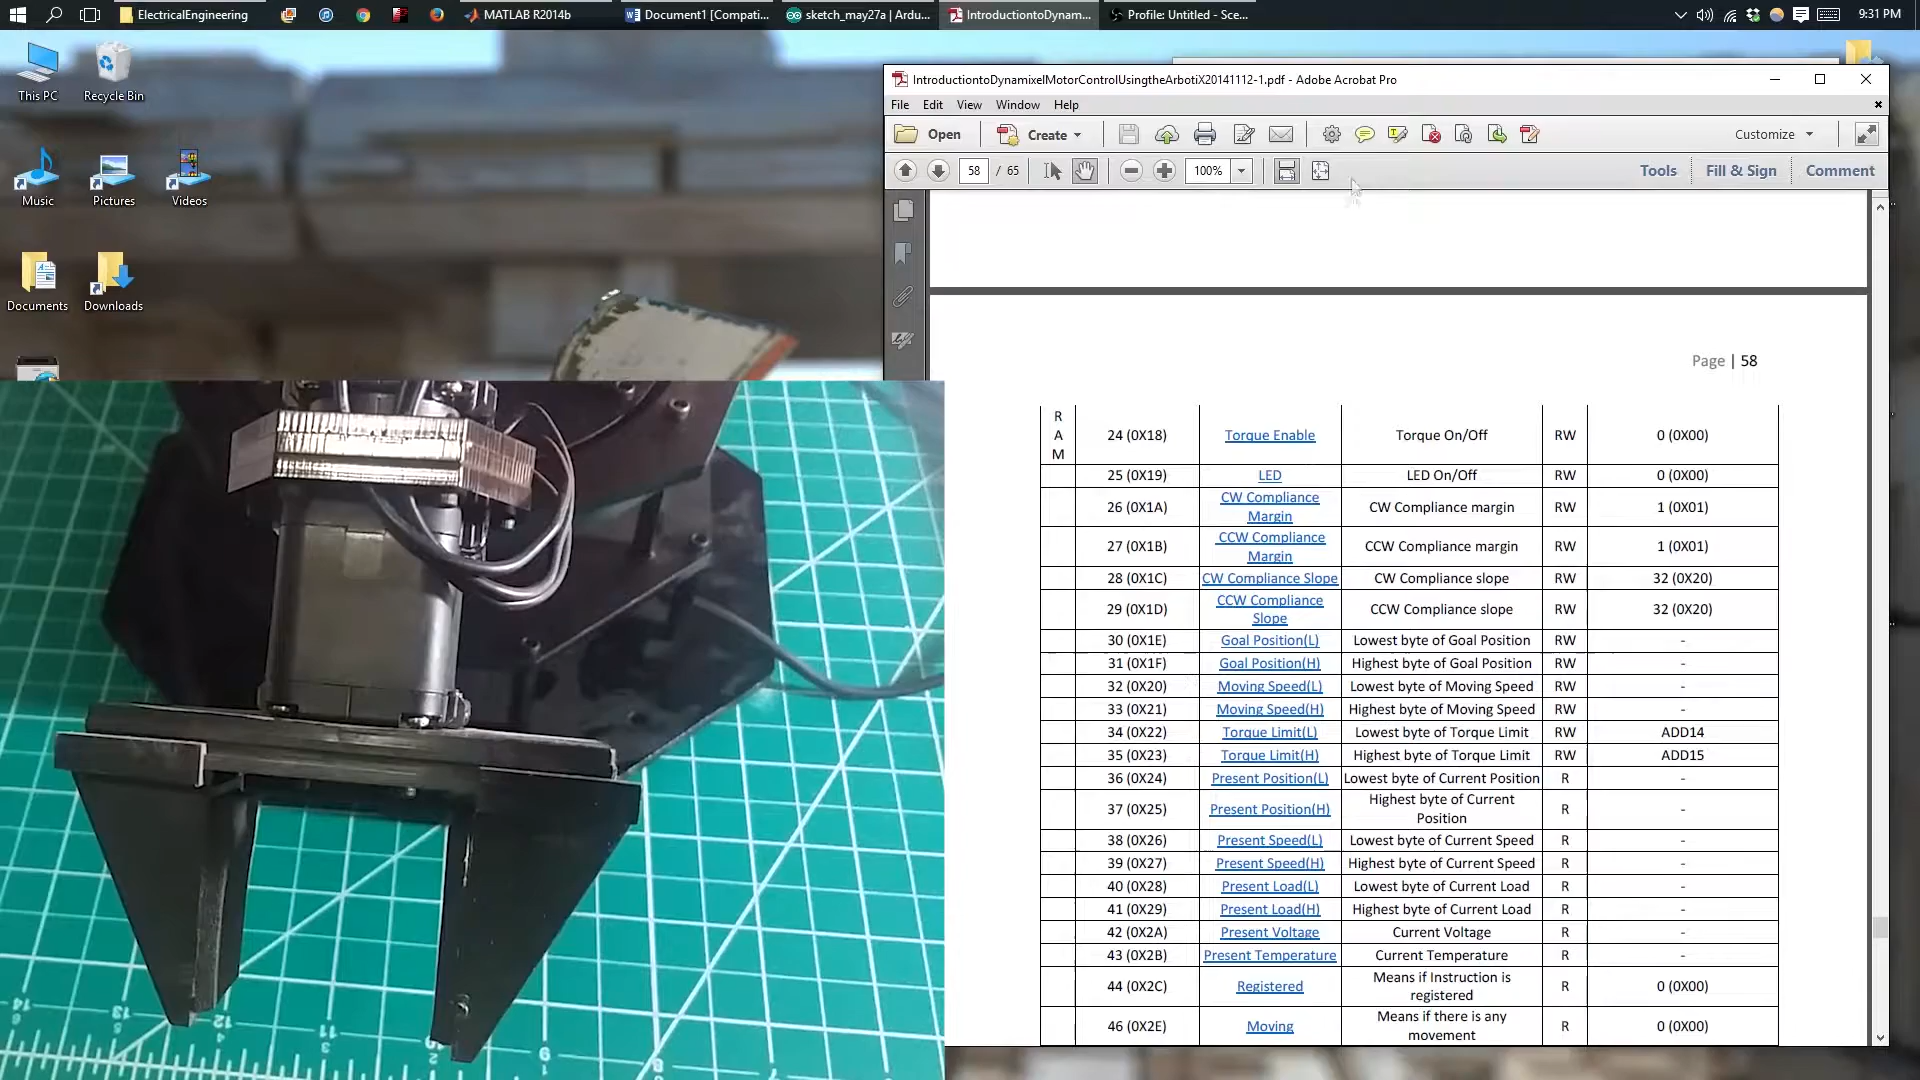 ElectricalEngineering
MATLAB R2014b
Document1 [Compati...
sketch_may27a | Ardu...
IntroductiontoDynam...
Profile: Untitled - Sce...
9:31 PM
This PC
Recycle Bin
Music
Pictures
Videos
Documents
Downloads
IntroductiontoDynamixelMotorControlUsingtheArbotiX20141112-1.pdf - Adobe Acrobat Pro
File Edit View Window Help
Open
Create
Customize
58 / 65
100%
Tools
Fill & Sign
Comment
Page | 58
R A M 24 (0X18) Torque Enable Torque On/Off RW 0 (0X00)
25 (0X19) LED LED On/Off RW 0 (0X00)
26 (0X1A) CW Compliance Margin CW Compliance margin RW 1 (0X01)
27 (0X1B) CCW Compliance Margin CCW Compliance margin RW 1 (0X01)
28 (0X1C) CW Compliance Slope CW Compliance slope RW 32 (0X20)
29 (0X1D) CCW Compliance Slope CCW Compliance slope RW 32 (0X20)
30 (0X1E) Goal Position(L) Lowest byte of Goal Position RW -
31 (0X1F) Goal Position(H) Highest byte of Goal Position RW -
32 (0X20) Moving Speed(L) Lowest byte of Moving Speed RW -
33 (0X21) Moving Speed(H) Highest byte of Moving Speed RW -
34 (0X22) Torque Limit(L) Lowest byte of Torque Limit RW ADD14
35 (0X23) Torque Limit(H) Highest byte of Torque Limit RW ADD15
36 (0X24) Present Position(L) Lowest byte of Current Position R -
37 (0X25) Present Position(H) Highest byte of Current Position R -
38 (0X26) Present Speed(L) Lowest byte of Current Speed R -
39 (0X27) Present Speed(H) Highest byte of Current Speed R -
40 (0X28) Present Load(L) Lowest byte of Current Load R -
41 (0X29) Present Load(H) Highest byte of Current Load R -
42 (0X2A) Present Voltage Current Voltage R -
43 (0X2B) Present Temperature Current Temperature R -
44 (0X2C) Registered Means if Instruction is registered R 0 (0X00)
46 (0X2E) Moving Means if there is any movement R 0 (0X00)
14
13
12
11
10
9
8